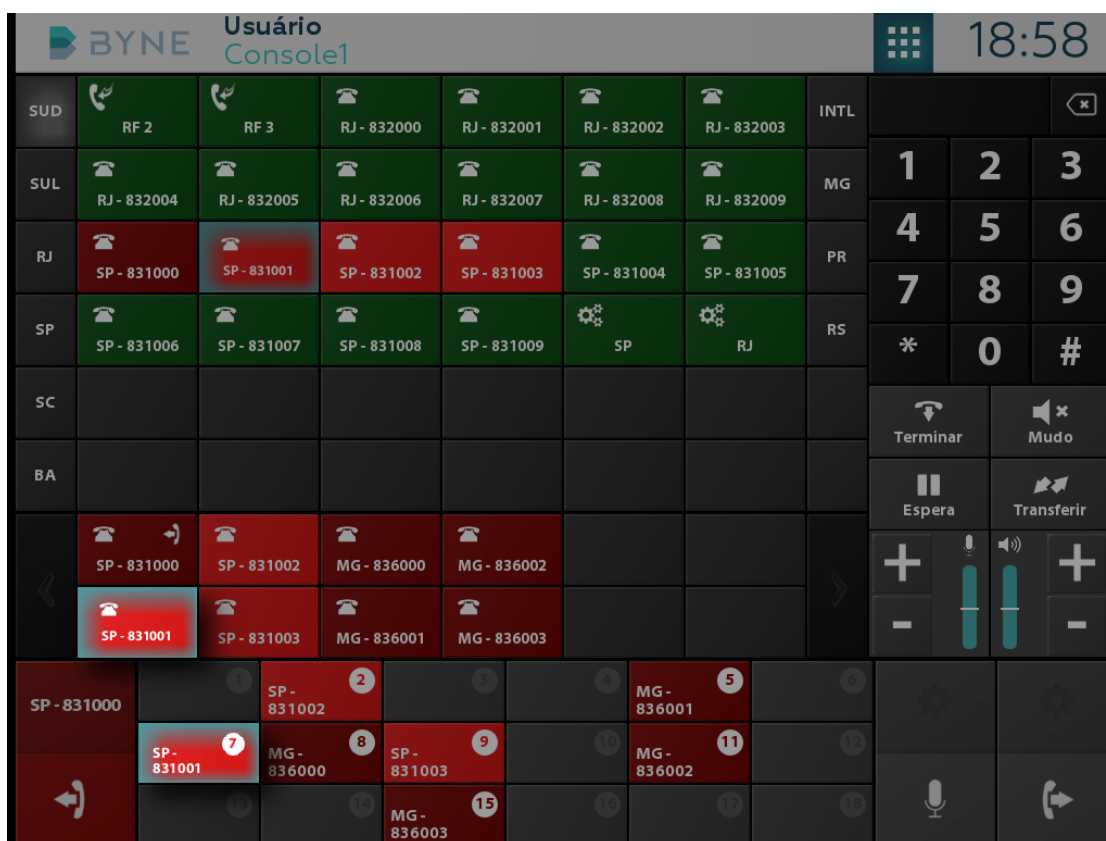 BYNE
Usuário
Console1
18:58
SUD
RF 2
RF 3
RJ - 832000
RJ - 832001
RJ - 832002
RJ - 832003
INTL
SUL
RJ - 832004
RJ - 832005
RJ - 832006
RJ - 832007
RJ - 832008
RJ - 832009
MG
RJ
SP - 831000
SP - 831001
SP - 831002
SP - 831003
SP - 831004
SP - 831005
PR
SP
SP - 831006
SP - 831007
SP - 831008
SP - 831009
SP
RJ
RS
SC
BA
SP - 831000
SP - 831002
MG - 836000
MG - 836002
SP - 831001
SP - 831003
MG - 836001
MG - 836003
1 2 3
4 5 6
7 8 9
* 0 #
Terminar
Mudo
Espera
Transferir
+ +
- -
SP - 831000
1
SP -
831002
2
3
4
MG -
836001
5
6
SP -
831001
7
MG -
836000
8
SP -
831003
9
10
MG -
836002
11
12
13
14
MG -
836003
15
16
17
18